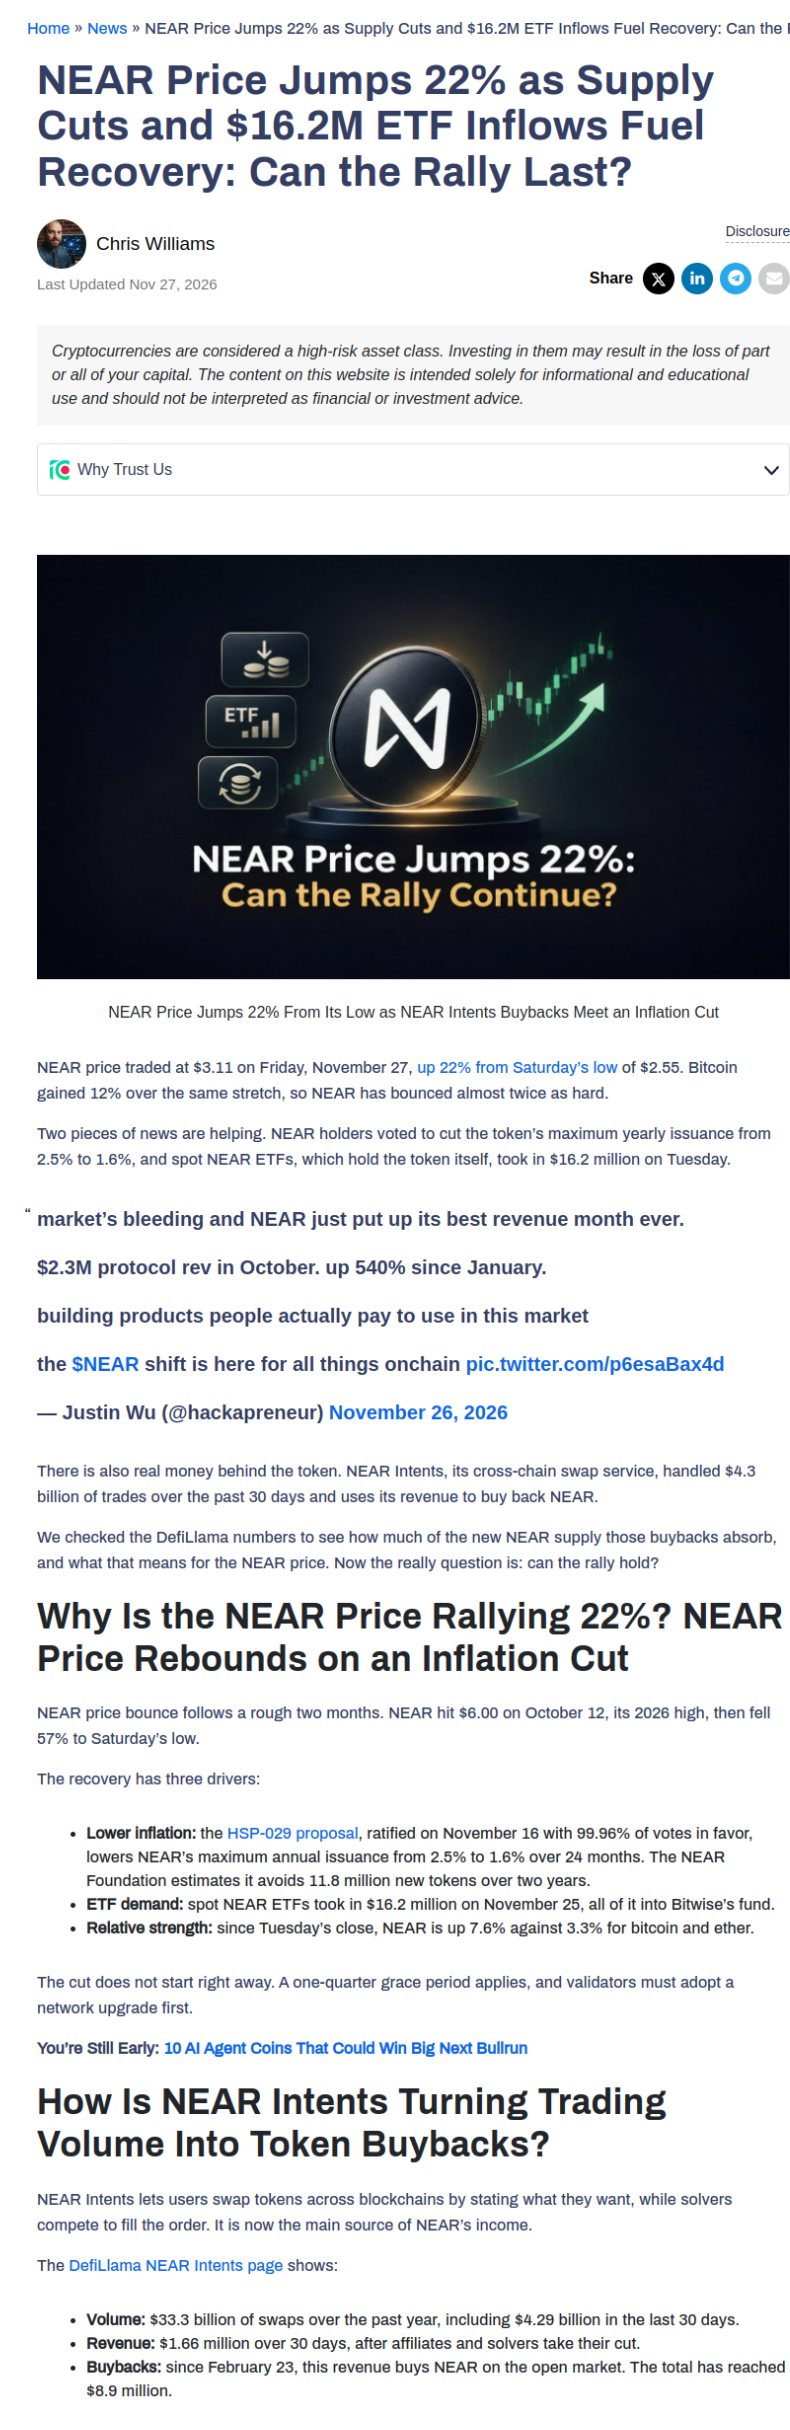 Home » News » NEAR Price Jumps 22% as Supply Cuts and $16.2M ETF Inflows Fuel Recovery: Can the
NEAR Price Jumps 22% as Supply
Cuts and $16.2M ETF Inflows Fuel
Recovery: Can the Rally Last?
Chris Williams
Disclosure
Last Updated Nov 27, 2026
Share
Cryptocurrencies are considered a high-risk asset class. Investing in them may result in the loss of part
or all of your capital. The content on this website is intended solely for informational and educational
use and should not be interpreted as financial or investment advice.
Why Trust Us
ETF
NEAR Price Jumps 22%:
Can the Rally Continue?
NEAR Price Jumps 22% From Its Low as NEAR Intents Buybacks Meet an Inflation Cut
NEAR price traded at $3.11 on Friday, November 27, up 22% from Saturday’s low of $2.55. Bitcoin
gained 12% over the same stretch, so NEAR has bounced almost twice as hard.
Two pieces of news are helping. NEAR holders voted to cut the token’s maximum yearly issuance from
2.5% to 1.6%, and spot NEAR ETFs, which hold the token itself, took in $16.2 million on Tuesday.
“ market’s bleeding and NEAR just put up its best revenue month ever.
$2.3M protocol rev in October. up 540% since January.
building products people actually pay to use in this market
the $NEAR shift is here for all things onchain pic.twitter.com/p6esaBax4d
— Justin Wu (@hackapreneur) November 26, 2026
There is also real money behind the token. NEAR Intents, its cross-chain swap service, handled $4.3
billion of trades over the past 30 days and uses its revenue to buy back NEAR.
We checked the DefiLlama numbers to see how much of the new NEAR supply those buybacks absorb,
and what that means for the NEAR price. Now the really question is: can the rally hold?
Why Is the NEAR Price Rallying 22%? NEAR
Price Rebounds on an Inflation Cut
NEAR price bounce follows a rough two months. NEAR hit $6.00 on October 12, its 2026 high, then fell
57% to Saturday’s low.
The recovery has three drivers:
• Lower inflation: the HSP-029 proposal, ratified on November 16 with 99.96% of votes in favor,
lowers NEAR’s maximum annual issuance from 2.5% to 1.6% over 24 months. The NEAR
Foundation estimates it avoids 11.8 million new tokens over two years.
• ETF demand: spot NEAR ETFs took in $16.2 million on November 25, all of it into Bitwise’s fund.
• Relative strength: since Tuesday’s close, NEAR is up 7.6% against 3.3% for bitcoin and ether.
The cut does not start right away. A one-quarter grace period applies, and validators must adopt a
network upgrade first.
You’re Still Early: 10 AI Agent Coins That Could Win Big Next Bullrun
How Is NEAR Intents Turning Trading
Volume Into Token Buybacks?
NEAR Intents lets users swap tokens across blockchains by stating what they want, while solvers
compete to fill the order. It is now the main source of NEAR’s income.
The DefiLlama NEAR Intents page shows:
• Volume: $33.3 billion of swaps over the past year, including $4.29 billion in the last 30 days.
• Revenue: $1.66 million over 30 days, after affiliates and solvers take their cut.
• Buybacks: since February 23, this revenue buys NEAR on the open market. The total has reached
$8.9 million.